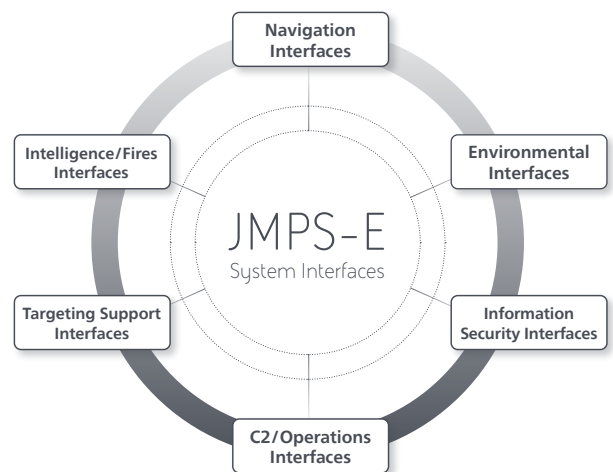 Navigation
Interfaces
Intelligence/Fires
Interfaces
Environmental
Interfaces
JMPS-E
System Interfaces
Targeting Support
Interfaces
Information
Security Interfaces
C2/Operations
Interfaces